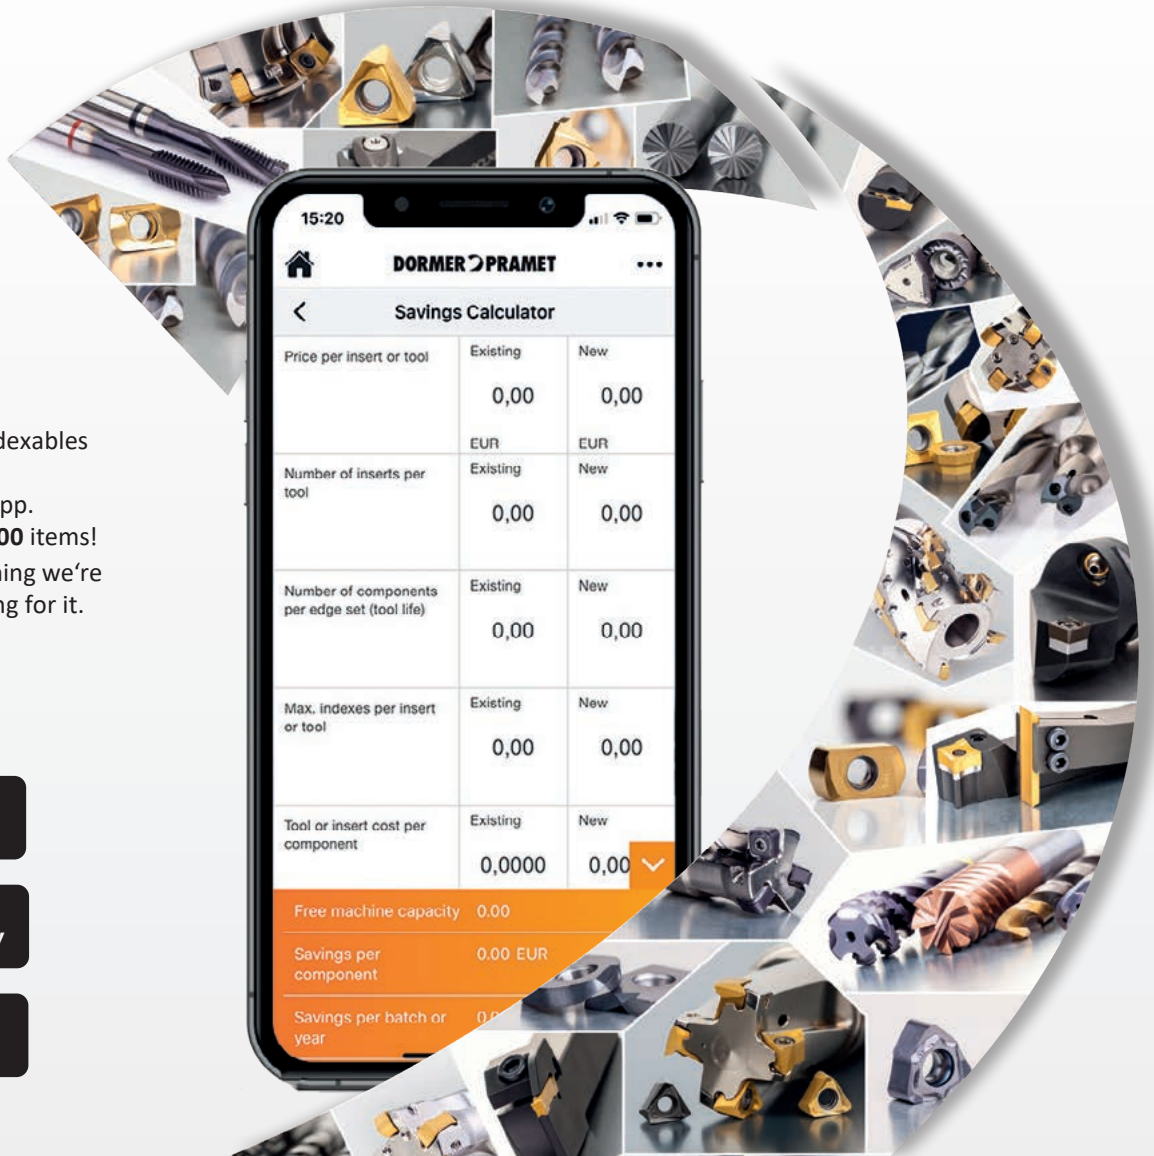 15:20
DORMER PRAMET
Savings Calculator
Price per insert or tool
Existing
New
0,00
0,00
EUR
EUR
Number of inserts per
tool
Existing
New
0,00
0,00
Number of components
per edge set (tool life)
Existing
New
0,00
0,00
Max. indexes per insert
or tool
Existing
New
0,00
0,00
Tool or insert cost per
component
Existing
New
0,0000
0,00
Free machine capacity 0.00
Savings per
component
0.00 EUR
Savings per batch or
year
dexables
pp.
00 items!
ning we're
ng for it.